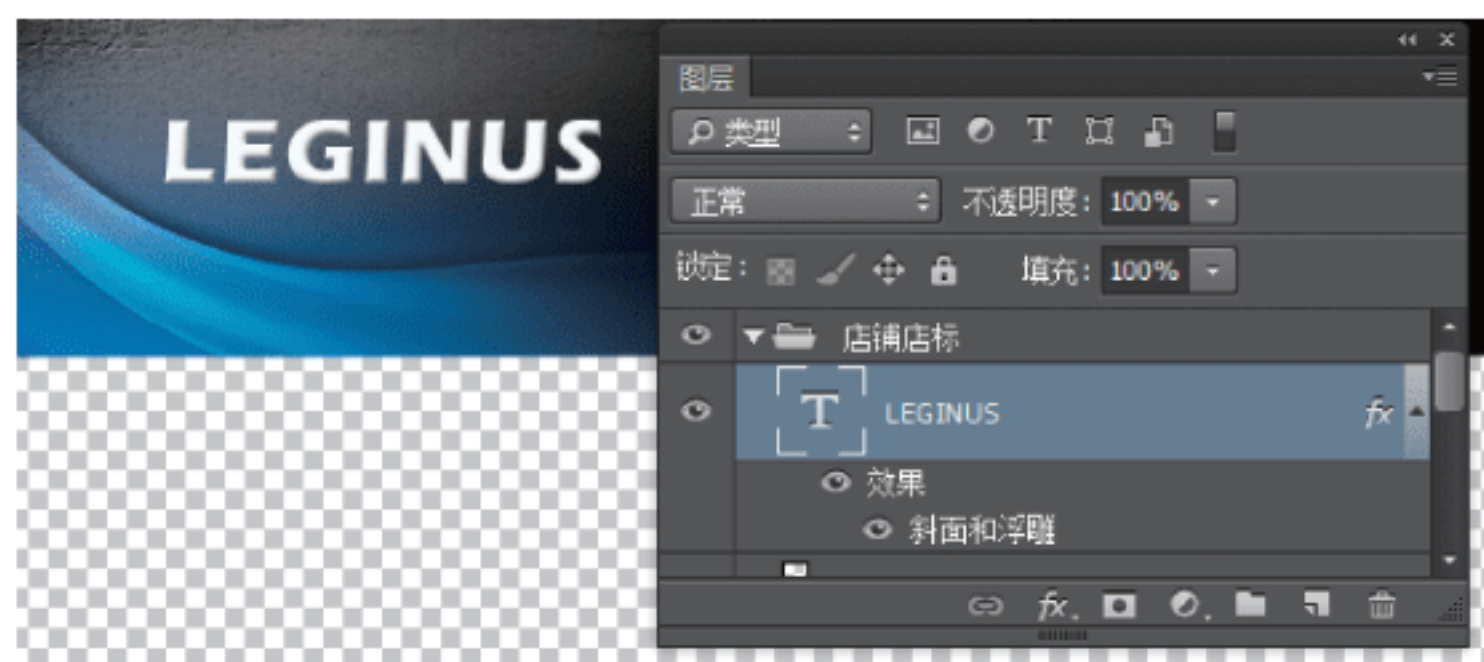 LEGINUS
图层
类型
正常 不透明度: 100%
锁定: 填充: 100%
店铺店标
T LEGINUS fx
效果
斜面和浮雕
fx